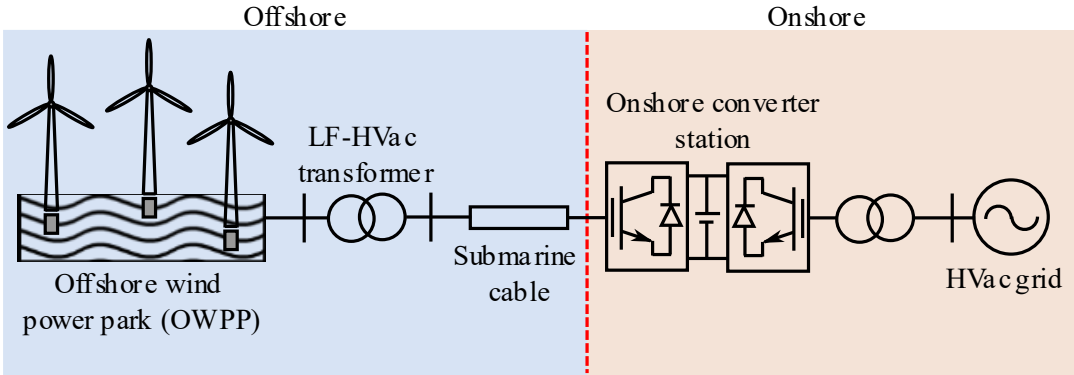 Offshore
Onshore
LF-HVac
transformer
Onshore converter
station
Submarine
cable
Offshore wind
power park (OWPP)
HVac grid